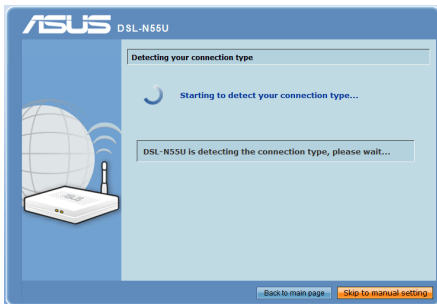 ASUS DSL-N55U
Detecting your connection type
Starting to detect your connection type...
DSL-N55U is detecting the connection type, please wait...
Back to main page Skip to manual setting